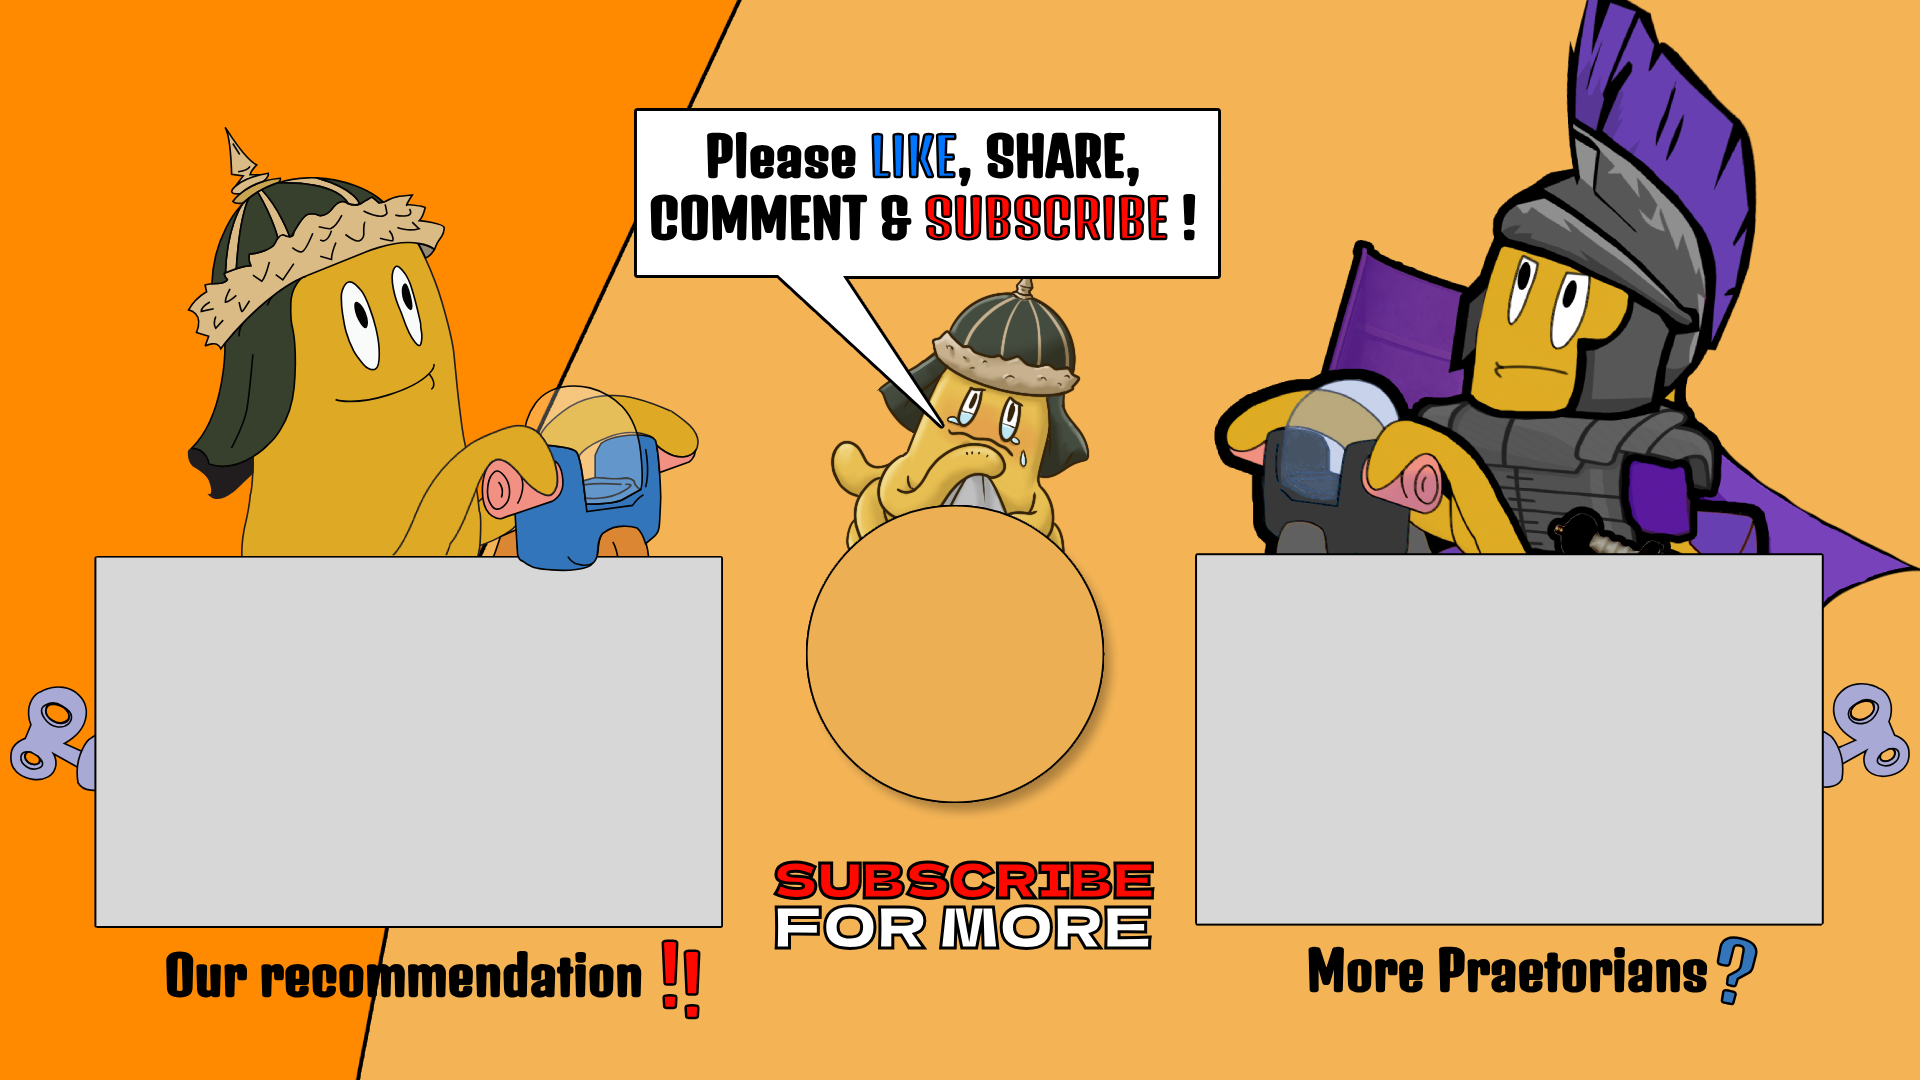 Please LIKE, SHARE,
COMMENT & SUBSCRIBE !
SUBSCRIBE
FOR MORE
Our recommendation !!
More Praetorians ?